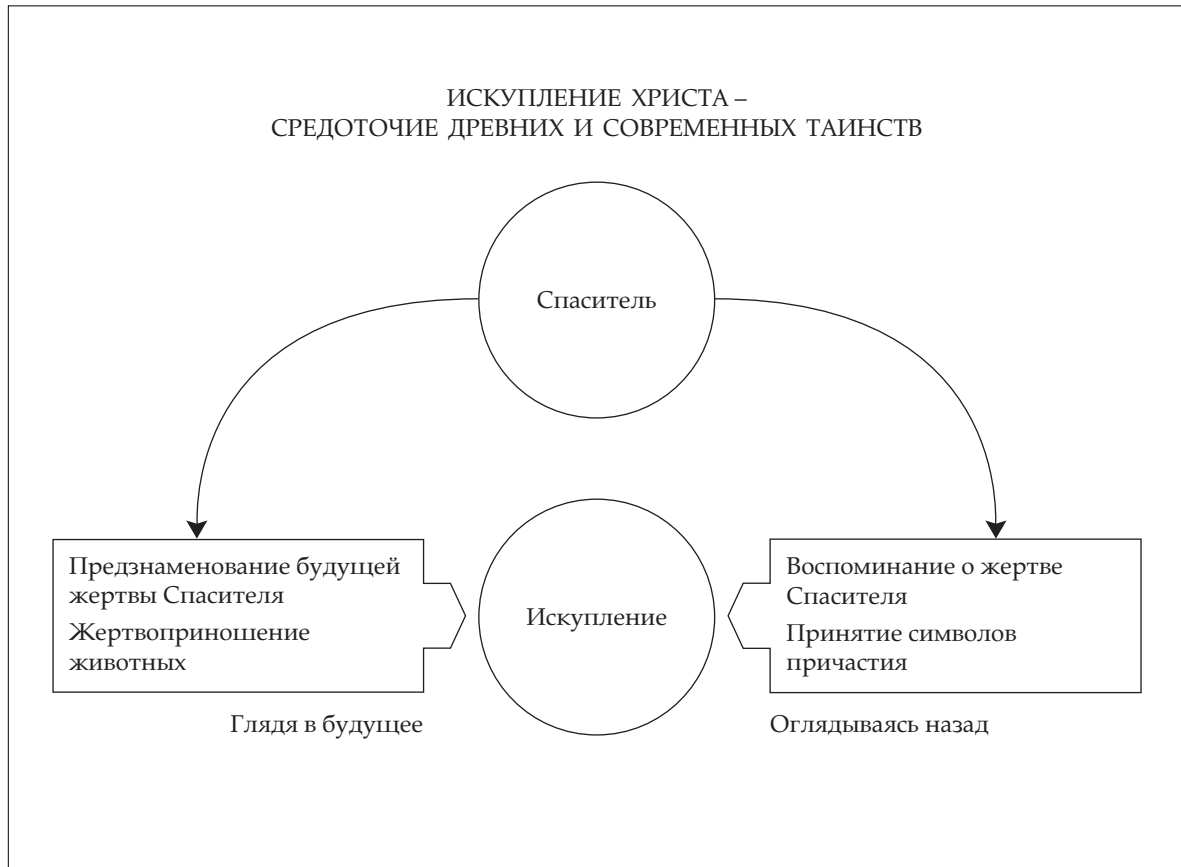 ИСКУПЛЕНИЕ ХРИСТА –
СРЕДОТОЧИЕ ДРЕВНИХ И СОВРЕМЕННЫХ ТАИНСТВ
Спаситель
Предзнаменование будущей
жертвы Спасителя
Жертвоприношение
животных
Глядя в будущее
Искупление
Воспоминание о жертве
Спасителя
Принятие символов
причастия
Оглядываясь назад